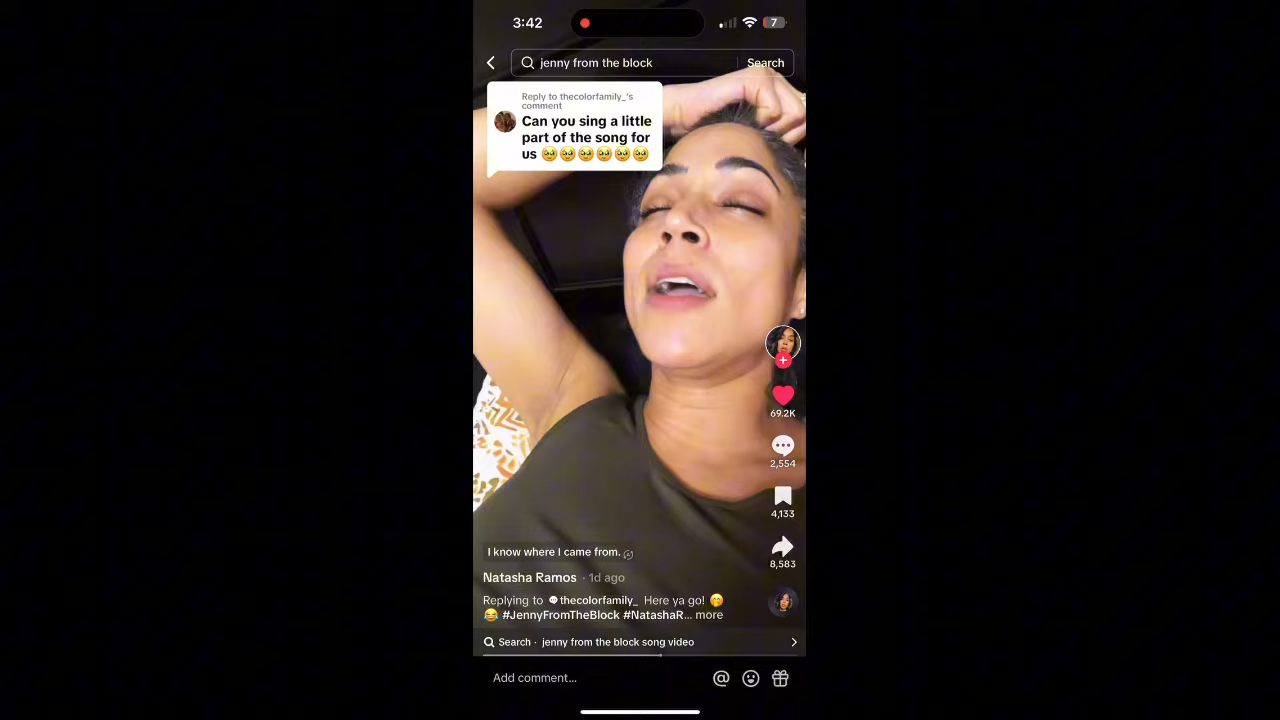 3:42
7
jenny from the block
Search
Reply to thecolorfamily_'s
comment
Can you sing a little
part of the song for
us 🥹🥹🥹🥹🥹🥹
69.2K
2,554
4,133
8,583
I know where I came from.
Natasha Ramos · 1d ago
Replying to thecolorfamily_ Here ya go! 🤭
😂 #JennyFromTheBlock #NatashaR... more
Search · jenny from the block song video
Add comment...